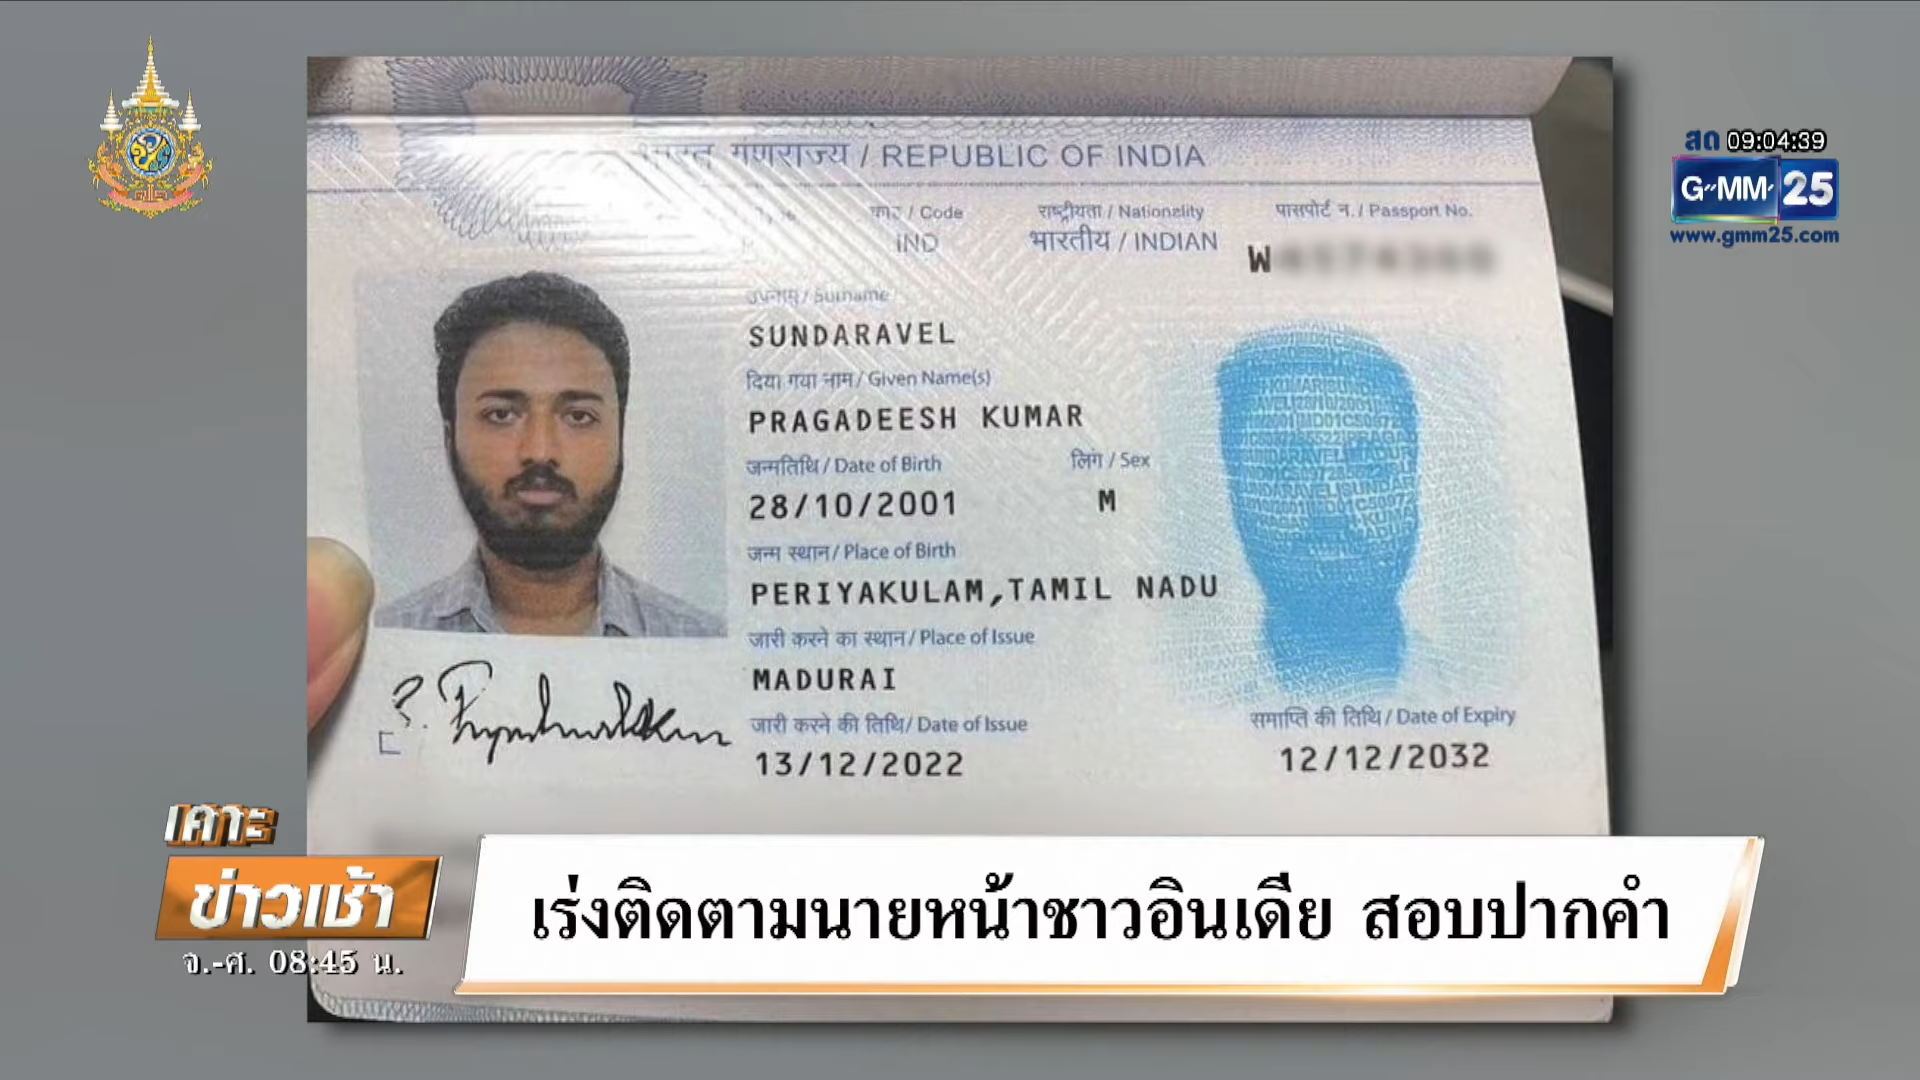 สด 09:04:39
GMM 25
www.gmm25.com
भारत गणराज्य / REPUBLIC OF INDIA
कोड / Code
राष्ट्रीयता / Nationality
पासपोर्ट न. / Passport No.
IND
भारतीय / INDIAN
W
उपनाम / Surname
SUNDARAVEL
दिया गया नाम / Given Name(s)
PRAGADEESH KUMAR
जन्मतिथि / Date of Birth
लिंग / Sex
28/10/2001
M
जन्म स्थान / Place of Birth
PERIYAKULAM,TAMIL NADU
जारी करने का स्थान / Place of Issue
MADURAI
जारी करने की तिथि / Date of Issue
समाप्ति की तिथि / Date of Expiry
13/12/2022
12/12/2032
เคาะ
ข่าวเช้า
จ.-ศ. 08:45 น.
เร่งติดตามนายหน้าชาวอินเดีย สอบปากคำ